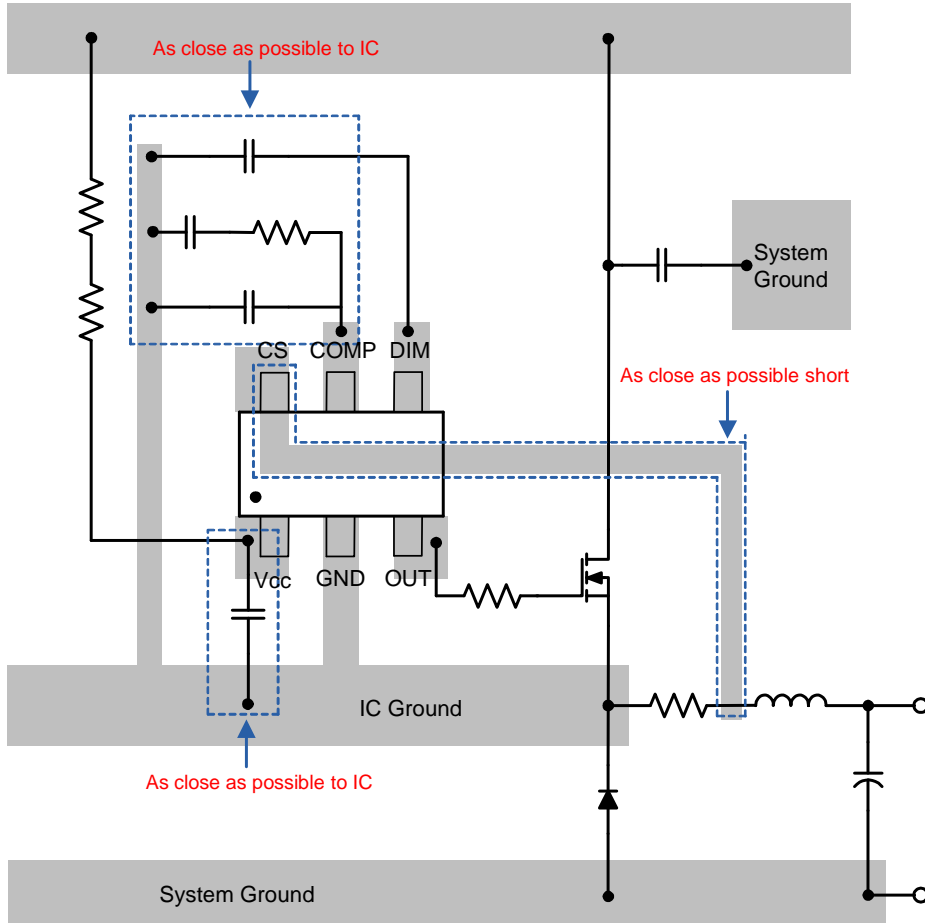 As close as possible to IC
System
Ground
CS COMP DIM
As close as possible short
Vcc GND OUT
IC Ground
As close as possible to IC
System Ground